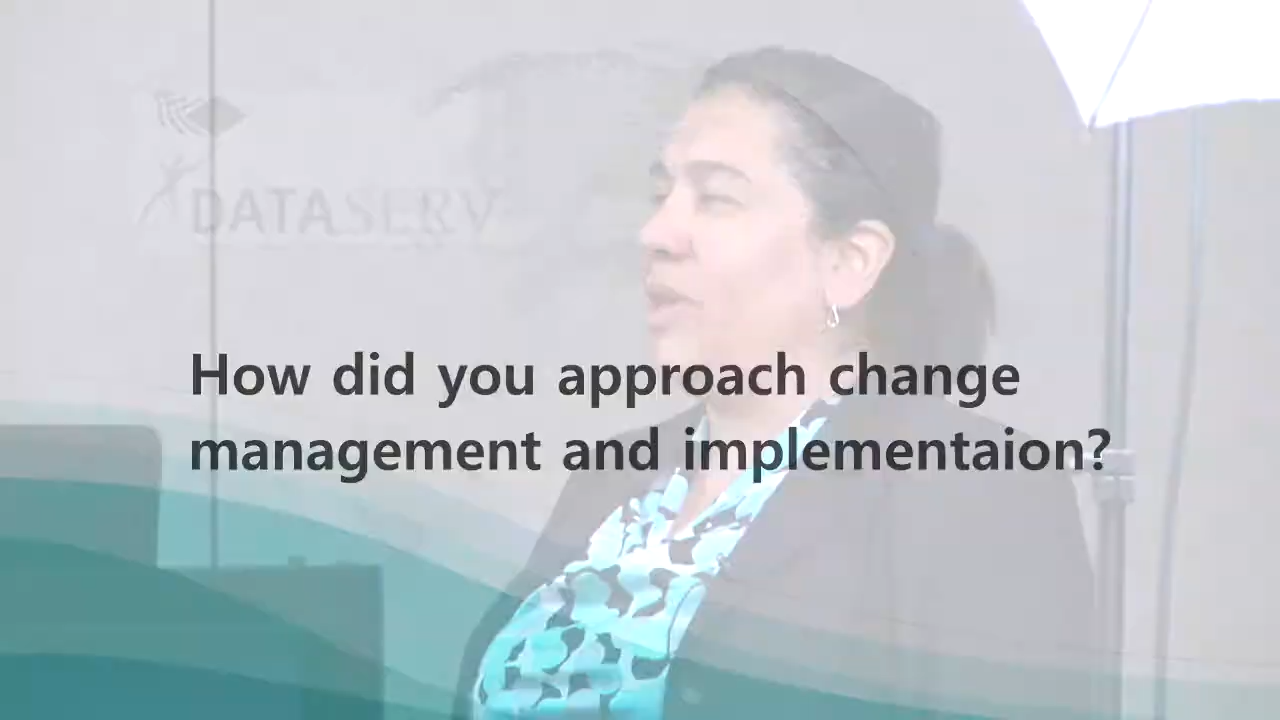 DATASERV
How did you approach change
management and implementaion?